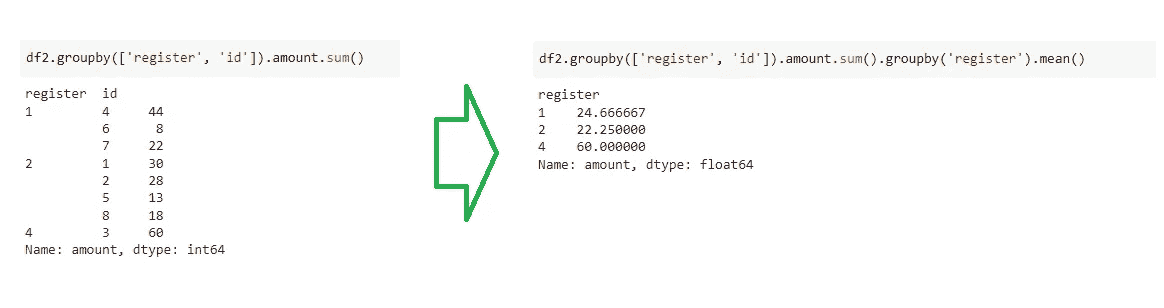 df2.groupby(['register', 'id']).amount.sum()
register  id
1         4     44
          6      8
          7     22
2         1     30
          2     28
          5     13
          8     18
4         3     60
Name: amount, dtype: int64
df2.groupby(['register', 'id']).amount.sum().groupby('register').mean()
register
1    24.666667
2    22.250000
4    60.000000
Name: amount, dtype: float64